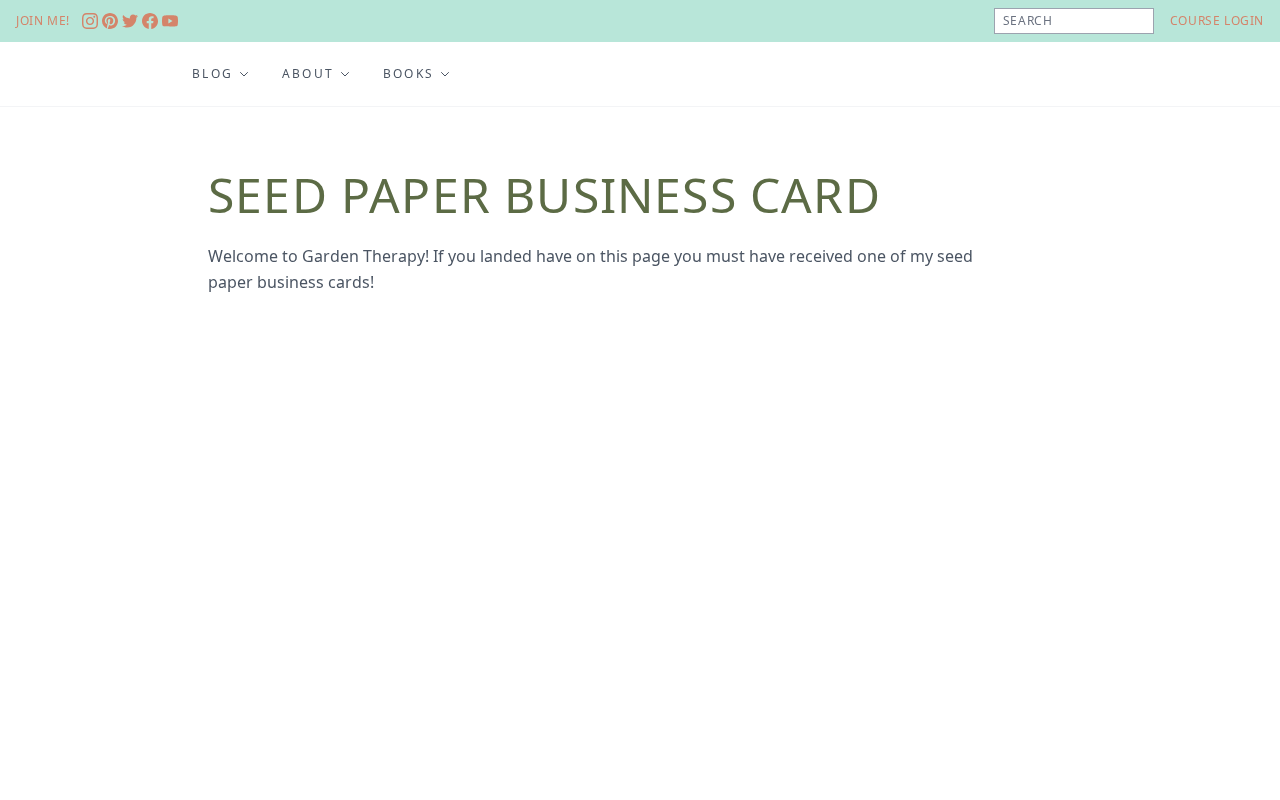 JOIN ME!
SEARCH
COURSE LOGIN
BLOG
ABOUT
BOOKS
SEED PAPER BUSINESS CARD
Welcome to Garden Therapy! If you landed have on this page you must have received one of my seed
paper business cards!